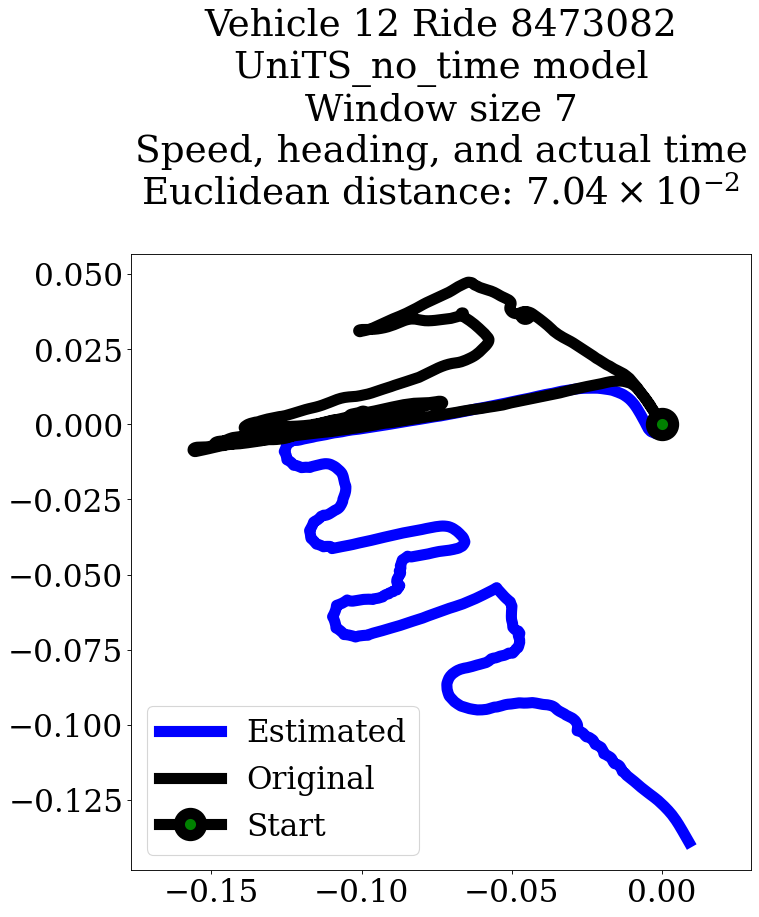 Vehicle 12 Ride 8473082
UniTS_no_time model
Window size 7
Speed, heading, and actual time
Euclidean distance: 7.04 × 10⁻²
0.050
0.025
0.000
−0.025
−0.050
−0.075
−0.100
−0.125
Estimated
Original
Start
−0.15 −0.10 −0.05 0.00